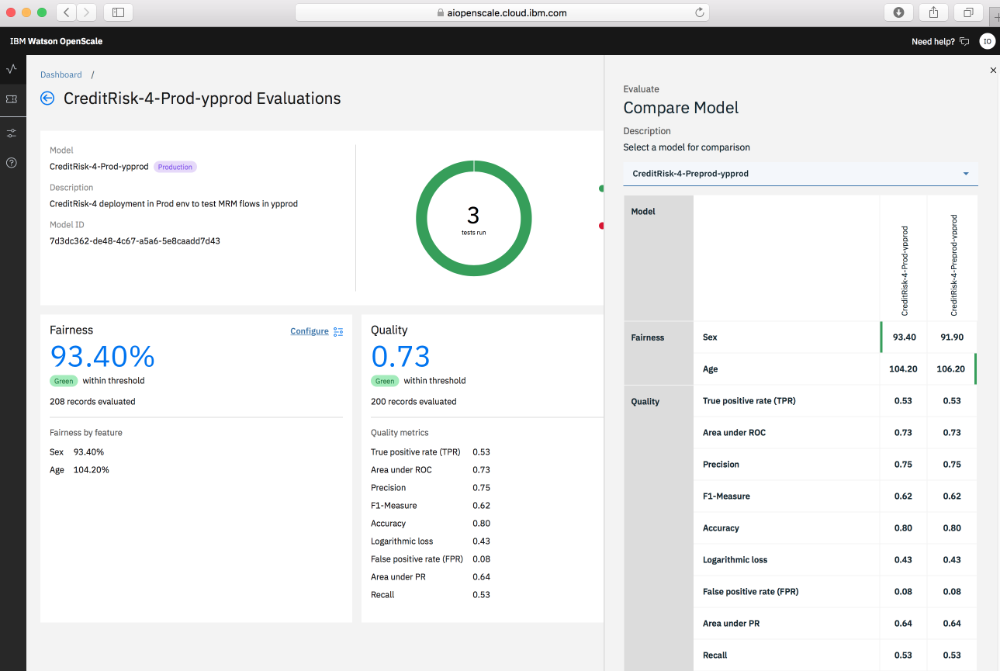 aiopenscale.cloud.ibm.com
IBM Watson OpenScale
Need help?
IO
Dashboard /
CreditRisk-4-Prod-ypprod Evaluations
Model
CreditRisk-4-Prod-ypprod Production
Description
CreditRisk-4 deployment in Prod env to test MRM flows in ypprod
Model ID
7d3dc362-de48-4c67-a5a6-5e8caadd7d43
3
tests run
Fairness
Configure
93.40%
Green within threshold
208 records evaluated
Fairness by feature
Sex 93.40%
Age 104.20%
Quality
0.73
Green within threshold
200 records evaluated
Quality metrics
True positive rate (TPR) 0.53
Area under ROC 0.73
Precision 0.75
F1-Measure 0.62
Accuracy 0.80
Logarithmic loss 0.43
False positive rate (FPR) 0.08
Area under PR 0.64
Recall 0.53
Evaluate
Compare Model
Description
Select a model for comparison
CreditRisk-4-Preprod-ypprod
Model
CreditRisk-4-Prod-ypprod
CreditRisk-4-Preprod-ypprod
Fairness
Sex 93.40 91.90
Age 104.20 106.20
Quality
True positive rate (TPR) 0.53 0.53
Area under ROC 0.73 0.73
Precision 0.75 0.75
F1-Measure 0.62 0.62
Accuracy 0.80 0.80
Logarithmic loss 0.43 0.43
False positive rate (FPR) 0.08 0.08
Area under PR 0.64 0.64
Recall 0.53 0.53